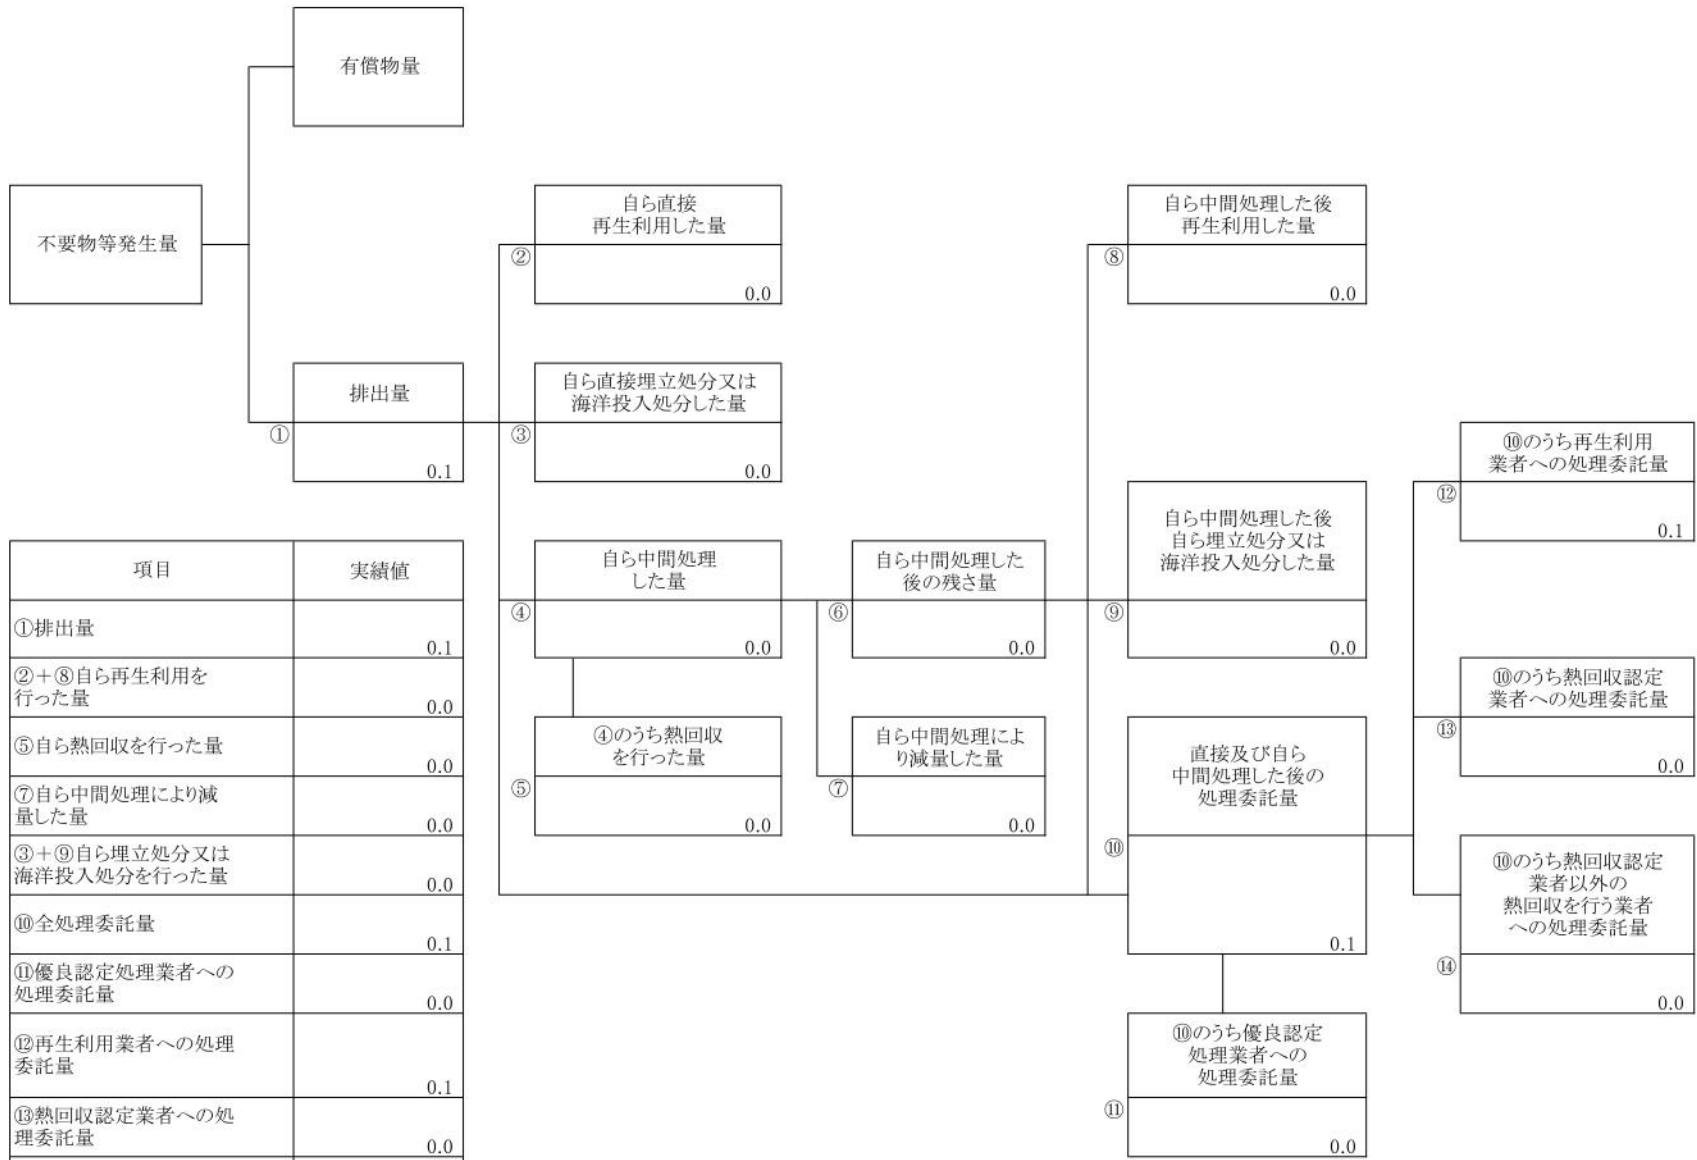 有償物量
不要物等発生量
自ら直接
再生利用した量
②
0.0
自ら中間処理した後
再生利用した量
⑧
0.0
排出量
①
0.1
自ら直接埋立処分又は
海洋投入処分した量
③
0.0
⑩のうち再生利用
業者への処理委託量
⑫
0.1
自ら中間処理した後
自ら埋立処分又は
海洋投入処分した量
⑨
0.0
自ら中間処理
した量
④
0.0
自ら中間処理した
後の残さ量
⑥
0.0
④のうち熱回収
を行った量
⑤
0.0
自ら中間処理によ
り減量した量
⑦
0.0
直接及び自ら
中間処理した後の
処理委託量
⑩
0.1
⑩のうち熱回収認定
業者への処理委託量
⑬
0.0
⑩のうち熱回収認定
業者以外の
熱回収を行う業者
への処理委託量
⑭
0.0
⑩のうち優良認定
処理業者への
処理委託量
⑪
0.0
項目
実績値
①排出量
0.1
②+⑧自ら再生利用を
行った量
0.0
⑤自ら熱回収を行った量
0.0
⑦自ら中間処理により減
量した量
0.0
③+⑨自ら埋立処分又は
海洋投入処分を行った量
0.0
⑩全処理委託量
0.1
⑪優良認定処理業者への
処理委託量
0.0
⑫再生利用業者への処理
委託量
0.1
⑬熱回収認定業者への処
理委託量
0.0